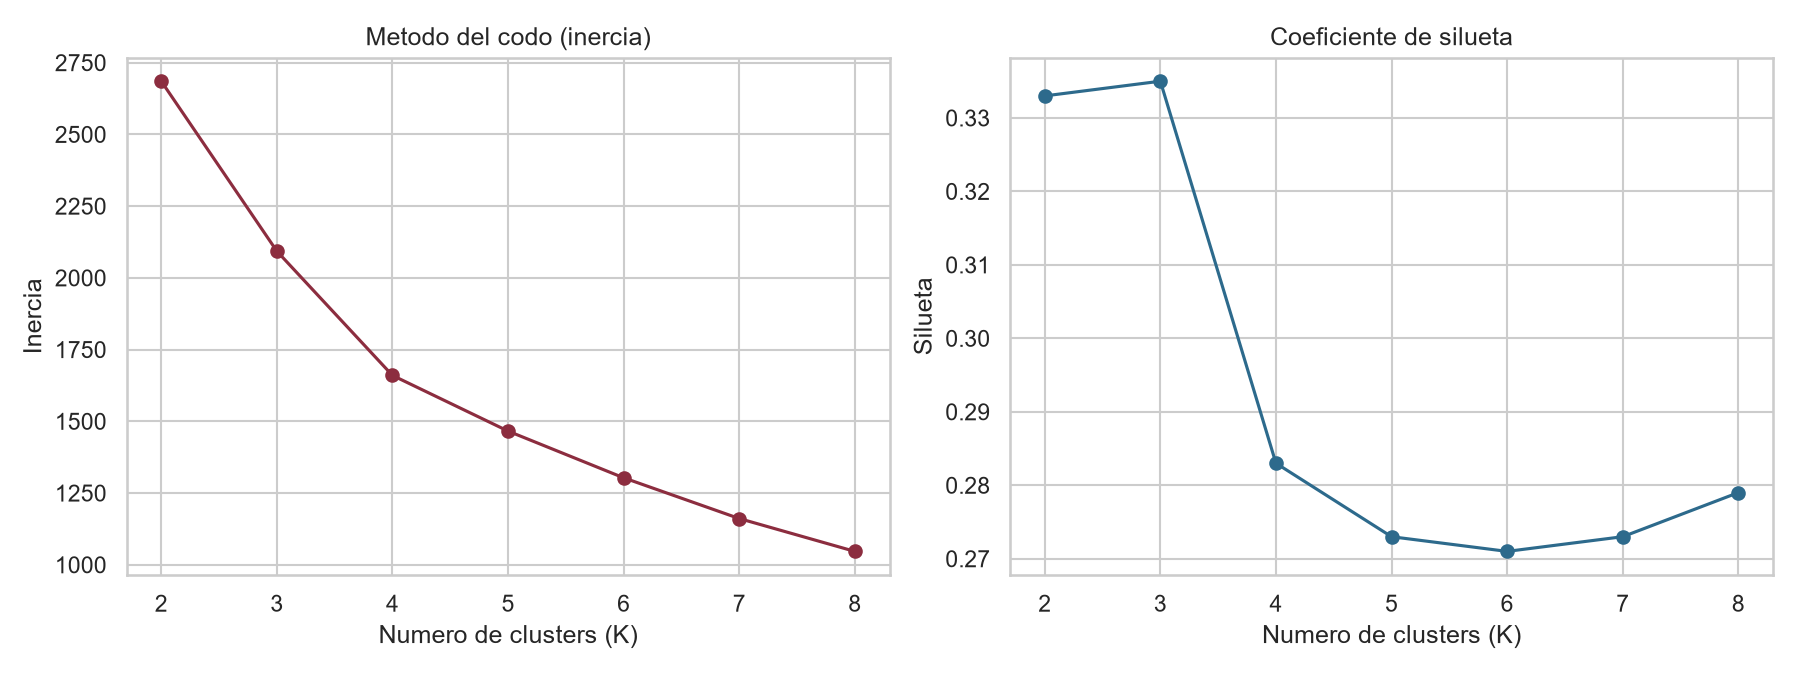 Metodo del codo (inercia)
2750
2500
2250
2000
1750
1500
1250
1000
Inercia
2 3 4 5 6 7 8
Numero de clusters (K)
Coeficiente de silueta
0.33
0.32
0.31
0.30
0.29
0.28
0.27
Silueta
2 3 4 5 6 7 8
Numero de clusters (K)